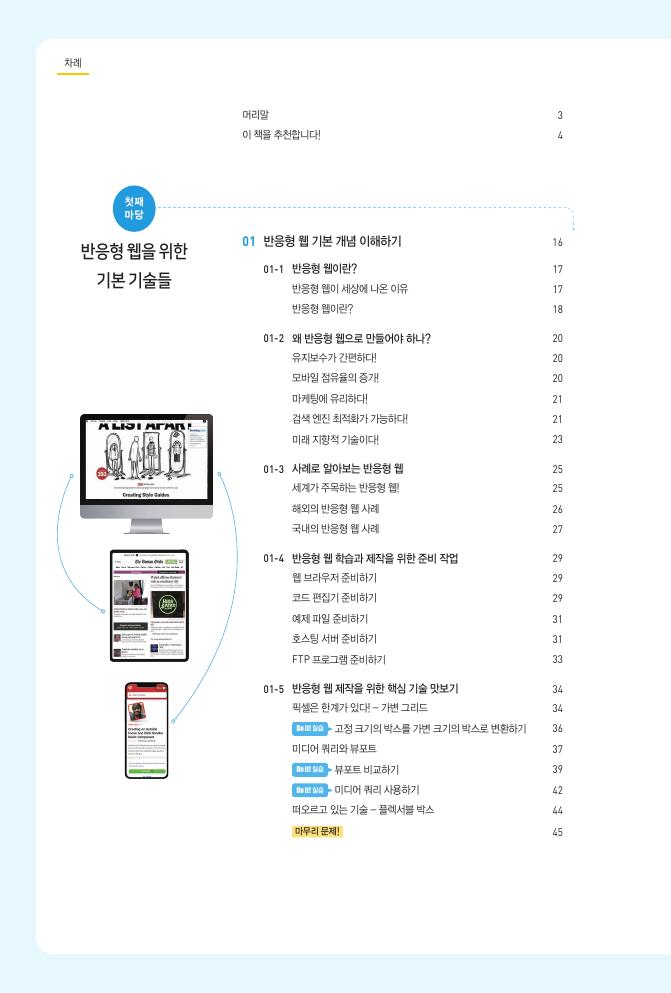 차례
머리말 3
이 책을 추천합니다! 4
첫째
마당
반응형 웹을 위한
기본 기술들
01 반응형 웹 기본 개념 이해하기 16
01-1 반응형 웹이란? 17
반응형 웹이 세상에 나온 이유 17
반응형 웹이란? 18
01-2 왜 반응형 웹으로 만들어야 하나? 20
유지보수가 간편하다! 20
모바일 점유율의 증가! 20
마케팅에 유리하다! 21
검색 엔진 최적화가 가능하다! 21
미래 지향적 기술이다! 23
01-3 사례로 알아보는 반응형 웹 25
세계가 주목하는 반응형 웹! 25
해외의 반응형 웹 사례 26
국내의 반응형 웹 사례 27
01-4 반응형 웹 학습과 제작을 위한 준비 작업 29
웹 브라우저 준비하기 29
코드 편집기 준비하기 29
예제 파일 준비하기 31
호스팅 서버 준비하기 31
FTP 프로그램 준비하기 33
01-5 반응형 웹 제작을 위한 핵심 기술 맛보기 34
픽셀은 한계가 있다! – 가변 그리드 34
Do it! 실습 고정 크기의 박스를 가변 크기의 박스로 변환하기 36
미디어 쿼리와 뷰포트 37
Do it! 실습 뷰포트 비교하기 39
Do it! 실습 미디어 쿼리 사용하기 42
떠오르고 있는 기술 – 플렉서블 박스 44
마무리 문제! 45
A LIST APART
Creating Style Guides
The Boston Globe
Creating An Outside
Focus And Click Handler
React Component